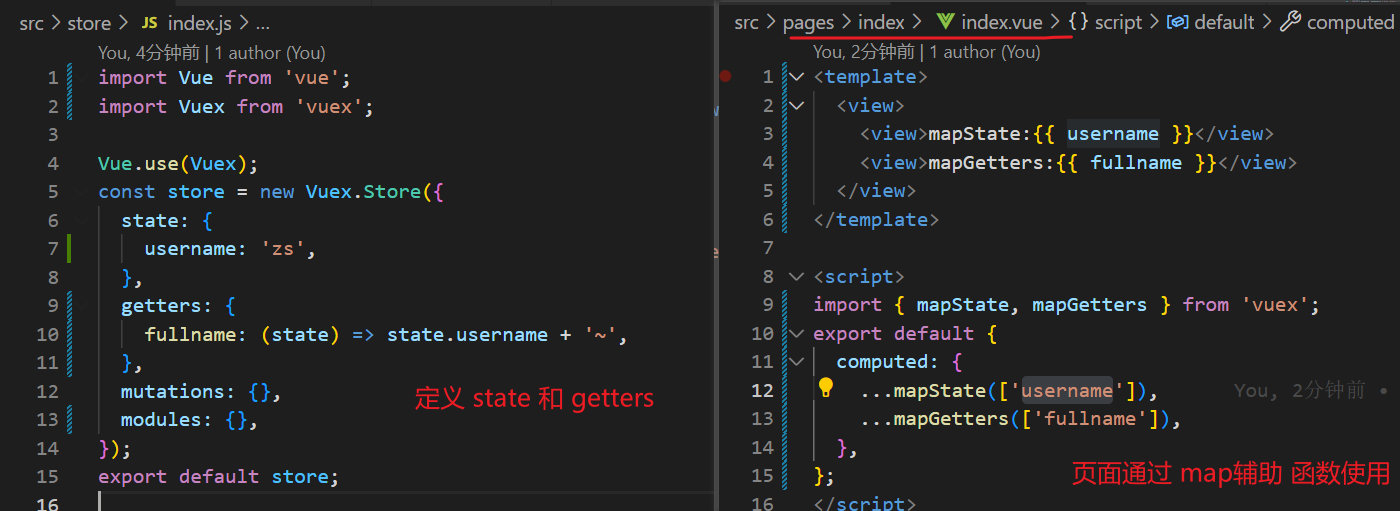 src > store > JS index.js > ...
You, 4分钟前 | 1 author (You)
1 import Vue from 'vue';
2 import Vuex from 'vuex';
3
4 Vue.use(Vuex);
5 const store = new Vuex.Store({
6 state: {
7 username: 'zs',
8 },
9 getters: {
10 fullname: (state) => state.username + '~',
11 },
12 mutations: {},
13 modules: {},
14 });
15 export default store;
16
定义 state 和 getters
src > pages > index > index.vue > {} script > default > computed
You, 2分钟前 | 1 author (You)
1 <template>
2 <view>
3 <view>mapState:{{ username }}</view>
4 <view>mapGetters:{{ fullname }}</view>
5 </view>
6 </template>
7
8 <script>
9 import { mapState, mapGetters } from 'vuex';
10 export default {
11 computed: {
12 ...mapState(['username']), You, 2分钟前 •
13 ...mapGetters(['fullname']),
14 },
15 };
16 </script>
页面通过 map辅助 函数使用